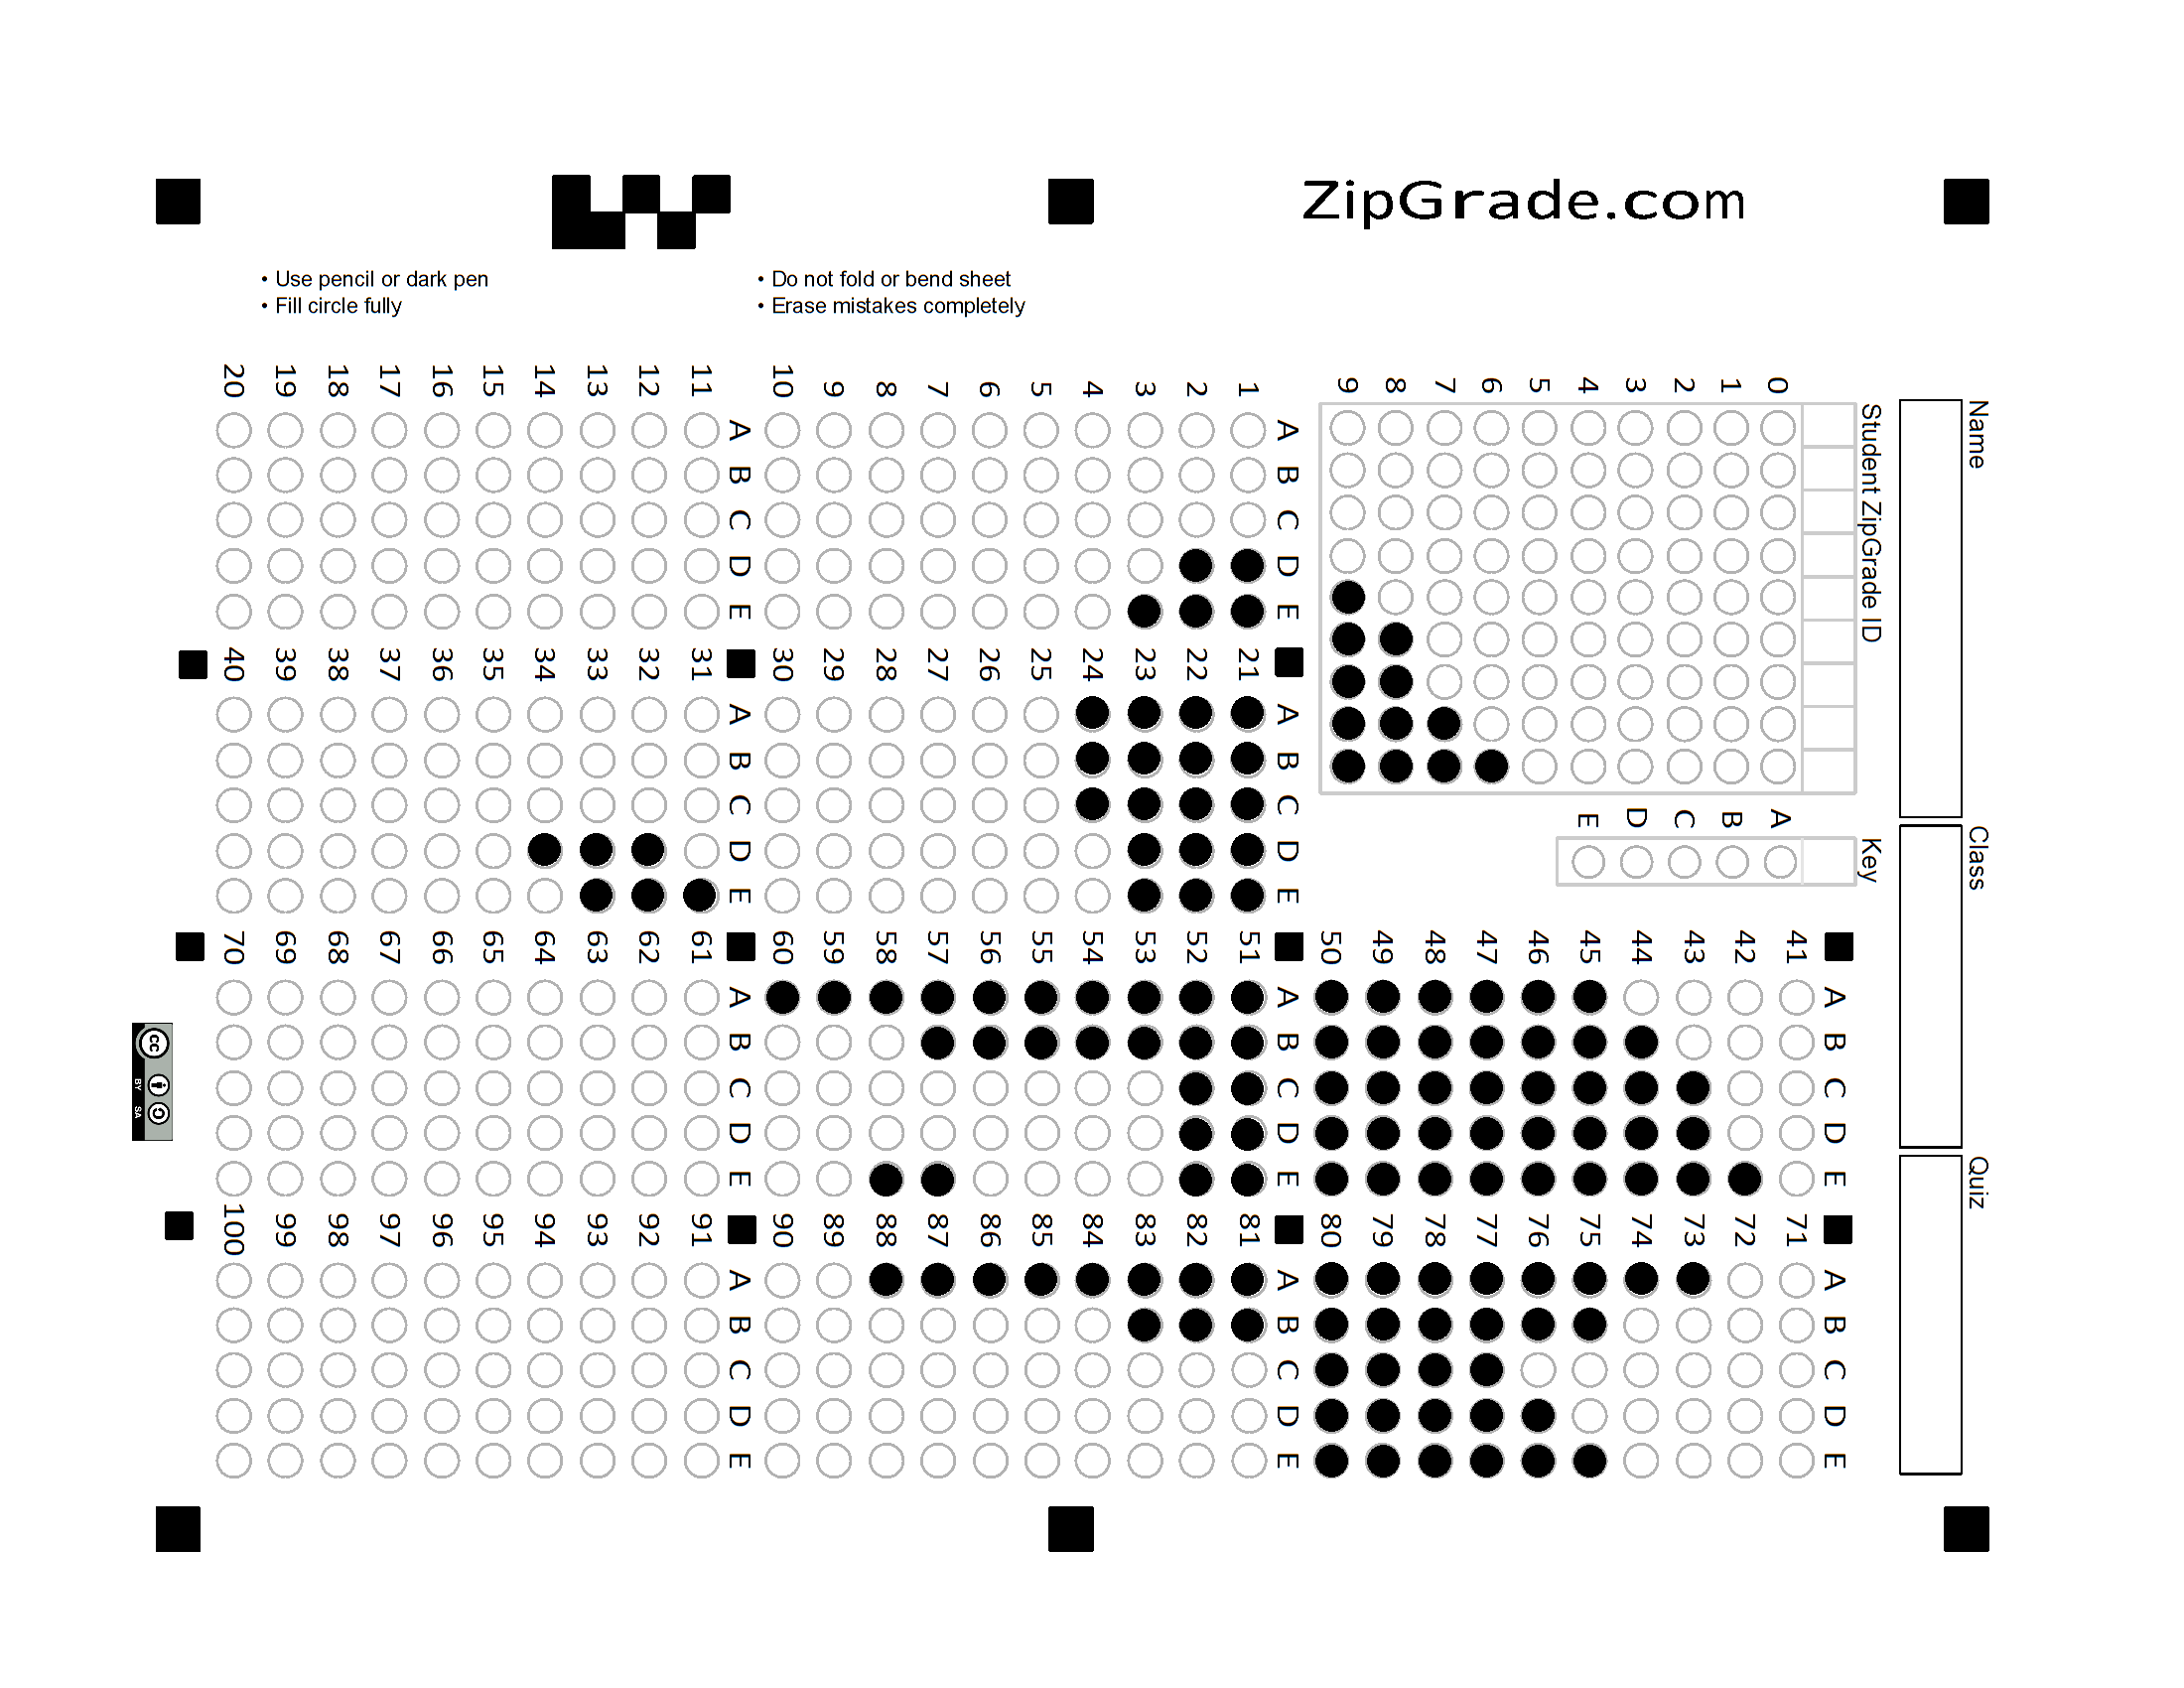 ZipGrade.com
• Use pencil or dark pen
• Fill circle fully
• Do not fold or bend sheet
• Erase mistakes completely
Name
Class
Quiz
Student ZipGrade ID
0 1 2 3 4 5 6 7 8 9
Key
A B C D E
1 2 3 4 5 6 7 8 9 10
A B C D E
11 12 13 14 15 16 17 18 19 20
A B C D E
21 22 23 24 25 26 27 28 29 30
A B C D E
31 32 33 34 35 36 37 38 39 40
A B C D E
41 42 43 44 45 46 47 48 49 50
A B C D E
51 52 53 54 55 56 57 58 59 60
A B C D E
61 62 63 64 65 66 67 68 69 70
A B C D E
71 72 73 74 75 76 77 78 79 80
A B C D E
81 82 83 84 85 86 87 88 89 90
A B C D E
91 92 93 94 95 96 97 98 99 100
A B C D E
cc
BY SA